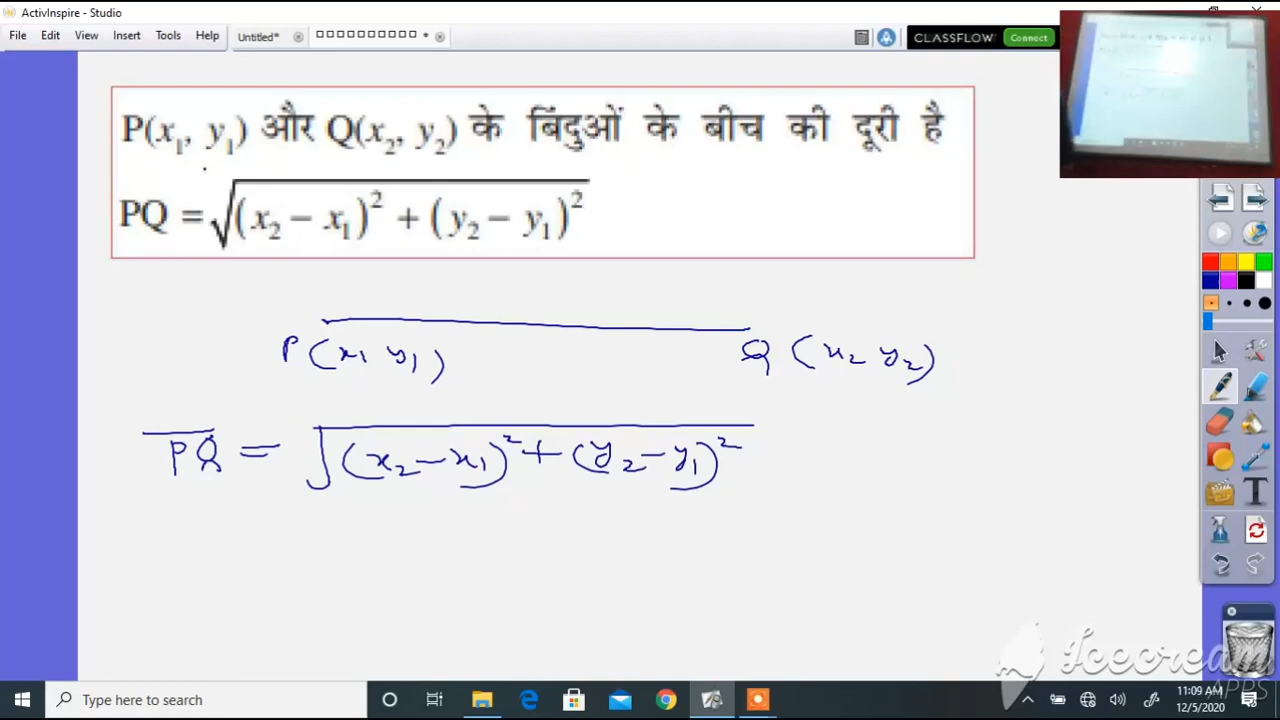 ActivInspire - Studio
File Edit View Insert Tools Help Untitled* □□□□□□□□□□ * CLASSFLOW Connect
P(x₁, y₁) और Q(x₂, y₂) के बिंदुओं के बीच की दूरी है
PQ = √(x₂ − x₁)² + (y₂ − y₁)²
P (x₁ y₁) Q (x₂ y₂)
PQ = √(x₂−x₁)²+(y₂−y₁)²
Icecream
APPS
Type here to search
11:09 AM
12/5/2020